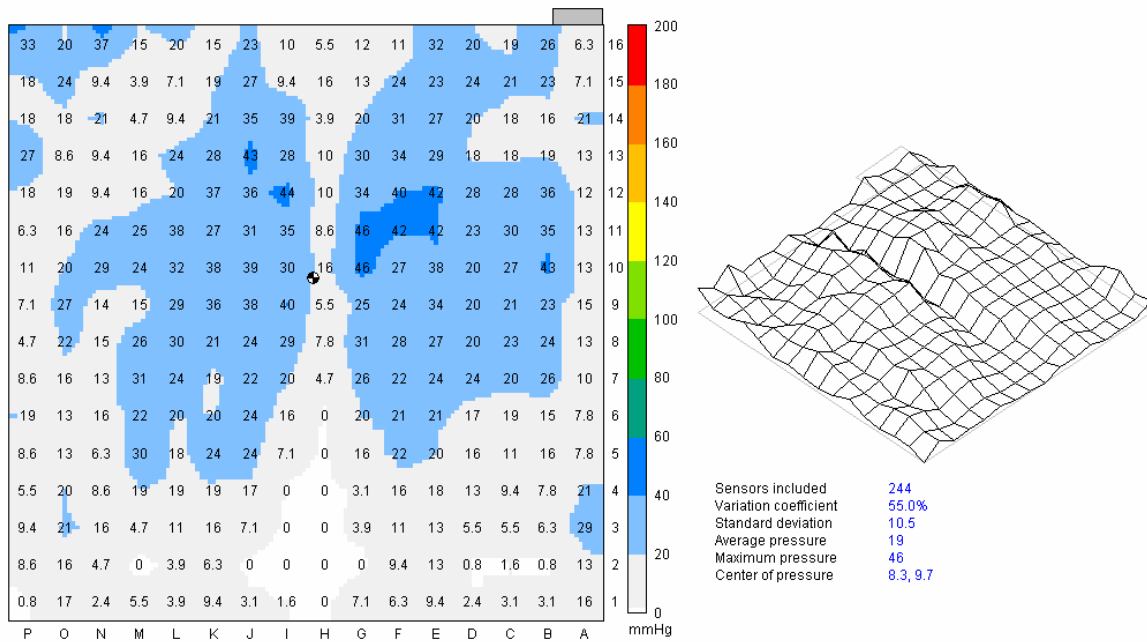 33 20 37 15 20 15 23 10 5.5 12 11 32 20 19 26 6.3 16
18 24 9.4 3.9 7.1 19 27 9.4 16 13 24 23 24 21 23 7.1 15
18 18 21 4.7 9.4 21 35 39 3.9 20 31 27 20 18 16 21 14
27 8.6 9.4 16 24 28 43 28 10 30 34 29 18 18 19 13 13
18 19 9.4 16 20 37 36 44 10 34 40 42 28 28 36 12 12
6.3 16 24 25 38 27 31 35 8.6 46 42 42 23 30 35 13 11
11 20 29 24 32 38 39 30 16 46 27 38 20 27 43 13 10
7.1 27 14 15 29 36 38 40 5.5 25 24 34 20 21 23 15 9
4.7 22 15 26 30 21 24 29 7.8 31 28 27 20 23 24 13 8
8.6 16 13 31 24 19 22 20 4.7 26 22 24 24 20 26 10 7
19 13 16 22 20 20 24 16 0 20 21 21 17 19 15 7.8 6
8.6 13 6.3 30 18 24 24 7.1 0 16 22 20 16 11 16 7.8 5
5.5 20 8.6 19 19 19 17 0 0 3.1 16 18 13 9.4 7.8 21 4
9.4 21 16 4.7 11 16 7.1 0 0 3.9 11 13 5.5 5.5 6.3 29 3
8.6 16 4.7 0 3.9 6.3 0 0 0 0 9.4 13 0.8 1.6 0.8 13 2
0.8 17 2.4 5.5 3.9 9.4 3.1 1.6 0 7.1 6.3 9.4 2.4 3.1 3.1 16 1
P O N M L K J I H G F E D C B A
200
180
160
140
120
100
80
60
40
20
0
mmHg
Sensors included 244
Variation coefficient 55.0%
Standard deviation 10.5
Average pressure 19
Maximum pressure 46
Center of pressure 8.3, 9.7